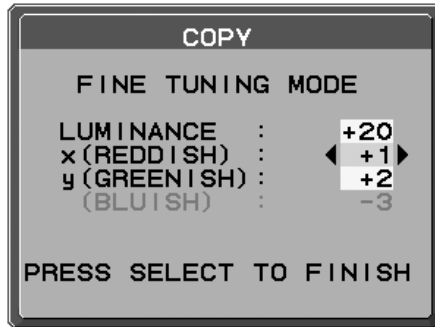 COPY
FINE TUNING MODE
LUMINANCE : +20
x(REDDISH) : +1
y(GREENISH): +2
(BLUISH) : -3
PRESS SELECT TO FINISH